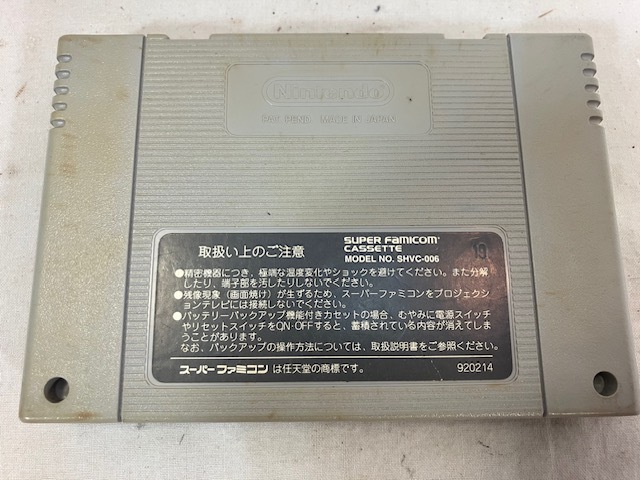 Nintendo
PAT. PEND. MADE IN JAPAN
取扱い上のご注意
SUPER FAMICOM
CASSETTE
MODEL NO. SHVC-006
19
●精密機器につき,極端な温度変化やショックを避けてください。また分解
したり,端子部を汚したりしないでください。
●残像現象(画面焼け)が生ずるため、スーパーファミコンをプロジェクシ
ョンテレビには接続しないでください。
●バッテリーバックアップ機能付きカセットの場合、むやみに電源スイッチ
やリセットスイッチをON・OFFすると、蓄積されている内容が消えてしま
うことがあります。
なお、バックアップの操作方法については、取扱説明書をご参照ください。
スーパーファミコン は任天堂の商標です。
920214